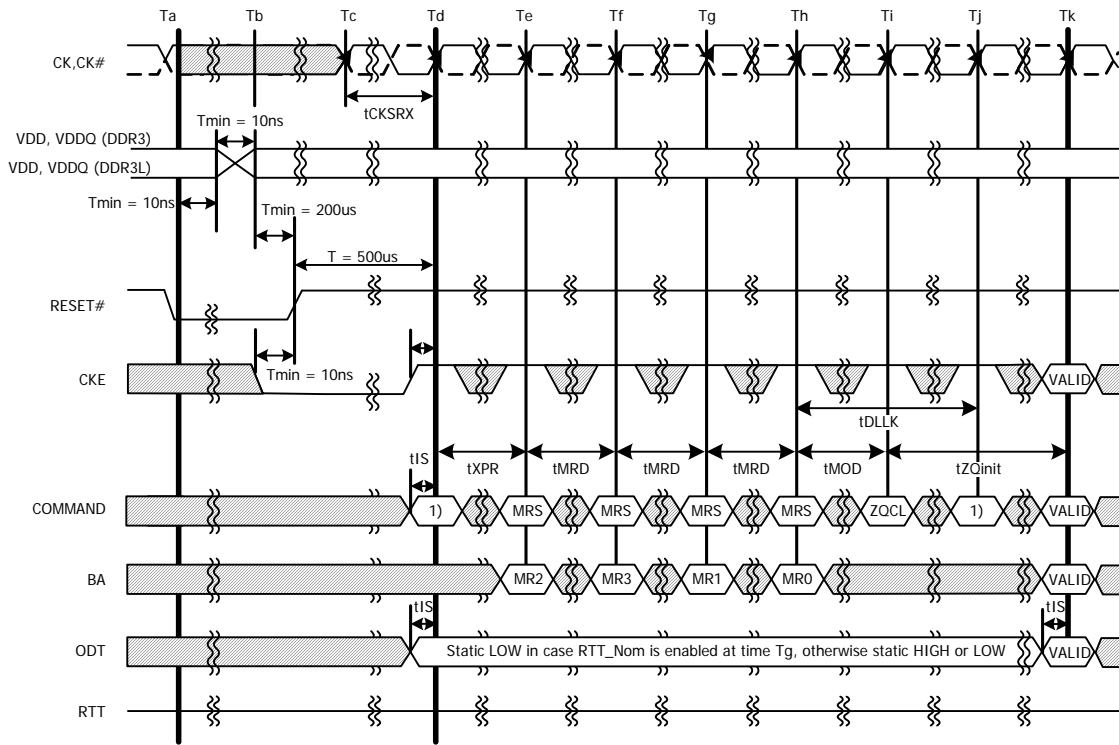 Ta Tb Tc Td Te Tf Tg Th Ti Tj Tk
CK,CK#
tCKSRX
Tmin = 10ns
VDD, VDDQ (DDR3)
VDD, VDDQ (DDR3L)
Tmin = 10ns
Tmin = 200us
T = 500us
RESET#
Tmin = 10ns
CKE
VALID
tDLLK
tIS
tXPR tMRD tMRD tMRD tMOD tZQinit
COMMAND
1) MRS MRS MRS MRS ZQCL 1) VALID
BA
MR2 MR3 MR1 MR0 VALID
tIS tIS
ODT
Static LOW in case RTT_Nom is enabled at time Tg, otherwise static HIGH or LOW
VALID
RTT